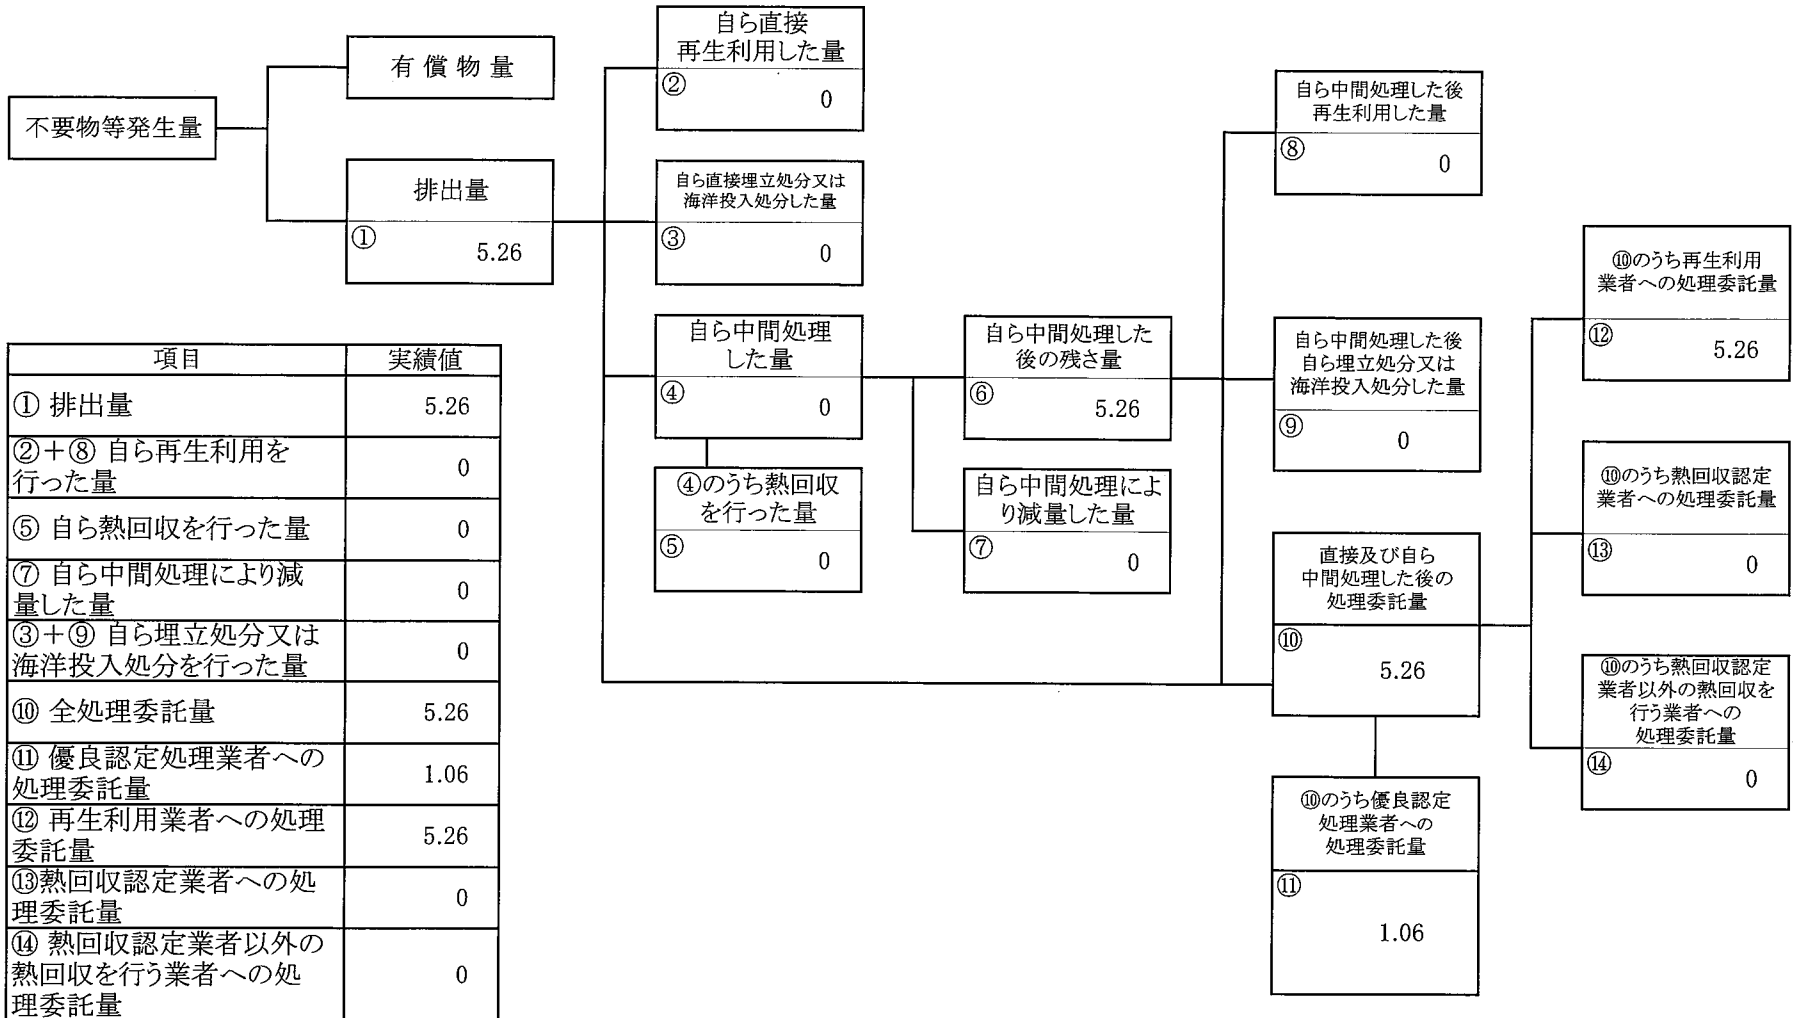 不要物等発生量
有償物量
排出量
①
5.26
自ら直接
再生利用した量
②
0
自ら直接埋立処分又は
海洋投入処分した量
③
0
自ら中間処理
した量
④
0
④のうち熱回収
を行った量
⑤
0
自ら中間処理した
後の残さ量
⑥
5.26
自ら中間処理によ
り減量した量
⑦
0
自ら中間処理した後
再生利用した量
⑧
0
自ら中間処理した後
自ら埋立処分又は
海洋投入処分した量
⑨
0
直接及び自ら
中間処理した後の
処理委託量
⑩
5.26
⑩のうち優良認定
処理業者への
処理委託量
⑪
1.06
⑩のうち再生利用
業者への処理委託量
⑫
5.26
⑩のうち熱回収認定
業者への処理委託量
⑬
0
⑩のうち熱回収認定
業者以外の熱回収を
行う業者への
処理委託量
⑭
0
項目 実績値
① 排出量 5.26
②+⑧ 自ら再生利用を
行った量 0
⑤ 自ら熱回収を行った量 0
⑦ 自ら中間処理により減
量した量 0
③+⑨ 自ら埋立処分又は
海洋投入処分を行った量 0
⑩ 全処理委託量 5.26
⑪ 優良認定処理業者への
処理委託量 1.06
⑫ 再生利用業者への処理
委託量 5.26
⑬熱回収認定業者への処
理委託量 0
⑭ 熱回収認定業者以外の
熱回収を行う業者への処
理委託量 0